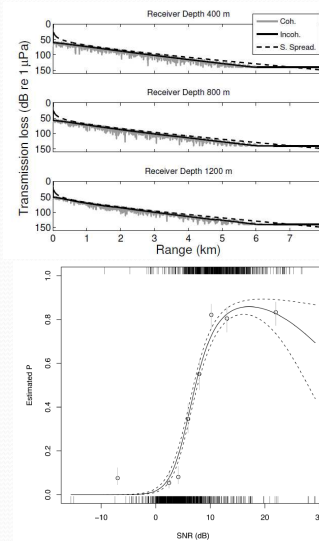 Receiver Depth 400 m
Coh.
Incoh.
S. Spread.
0
50
100
150
Receiver Depth 800 m
0
50
100
150
Receiver Depth 1200 m
0
50
100
150
Transmission loss (dB re 1 μPa)
0 1 2 3 4 5 6 7
Range (km)
Estimated P
1.0
0.8
0.6
0.4
0.2
0.0
−10 0 10 20
SNR (dB)